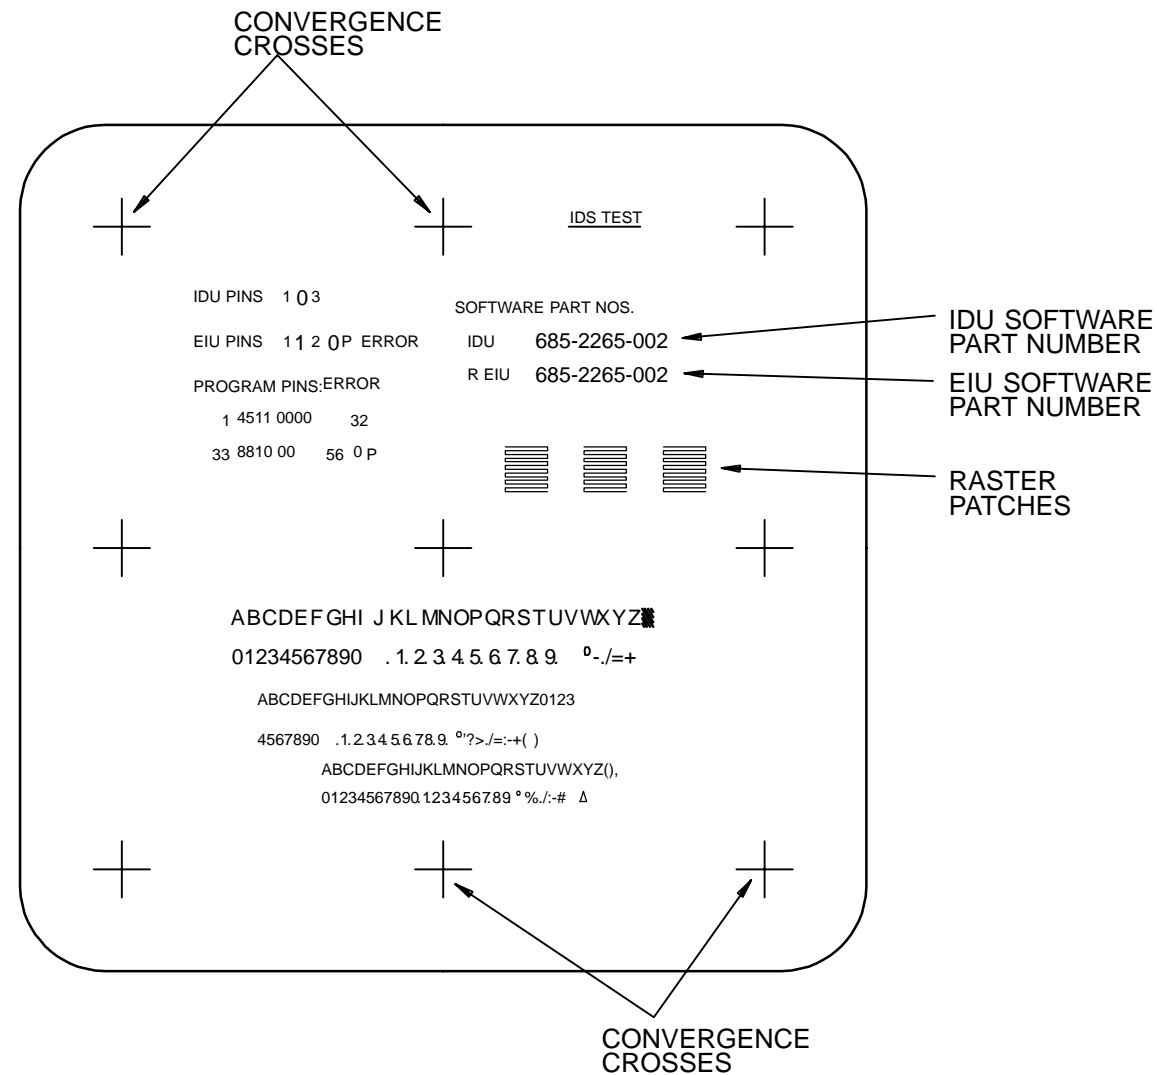 CONVERGENCE
CROSSES
IDS TEST
IDU PINS 1 0 3
EIU PINS 1 1 2 0 P ERROR
PROGRAM PINS:ERROR
1 4511 0000 32
33 8810 00 56 0 P
SOFTWARE PART NOS.
IDU 685-2265-002
R EIU 685-2265-002
IDU SOFTWARE
PART NUMBER
EIU SOFTWARE
PART NUMBER
RASTER
PATCHES
ABCDEFGHIJKLMNOPQRSTUVWXYZ
01234567890 .1.2.3.4.5.6.7.8.9. º-./=+
ABCDEFGHIJKLMNOPQRSTUVWXYZ0123
4567890 .1.2.3.4.5.6.7.8.9. º'?>./=:-+( )
ABCDEFGHIJKLMNOPQRSTUVWXYZ(),
01234567890.1.2.3.4.5.6.7.8.9.º%./:-# Δ
CONVERGENCE
CROSSES